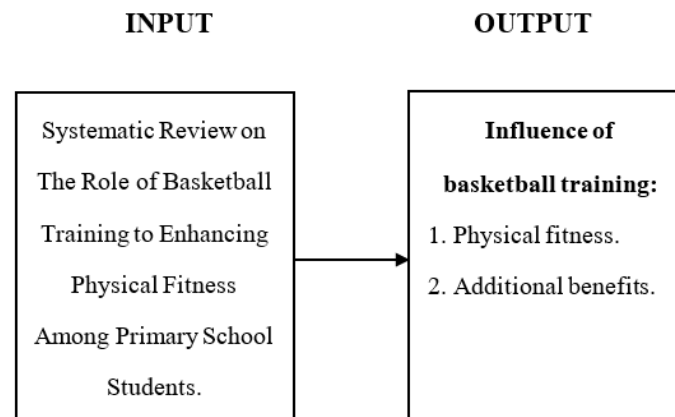 INPUT
OUTPUT
Systematic Review on
The Role of Basketball
Training to Enhancing
Physical Fitness
Among Primary School
Students.
Influence of
basketball training:
1. Physical fitness.
2. Additional benefits.